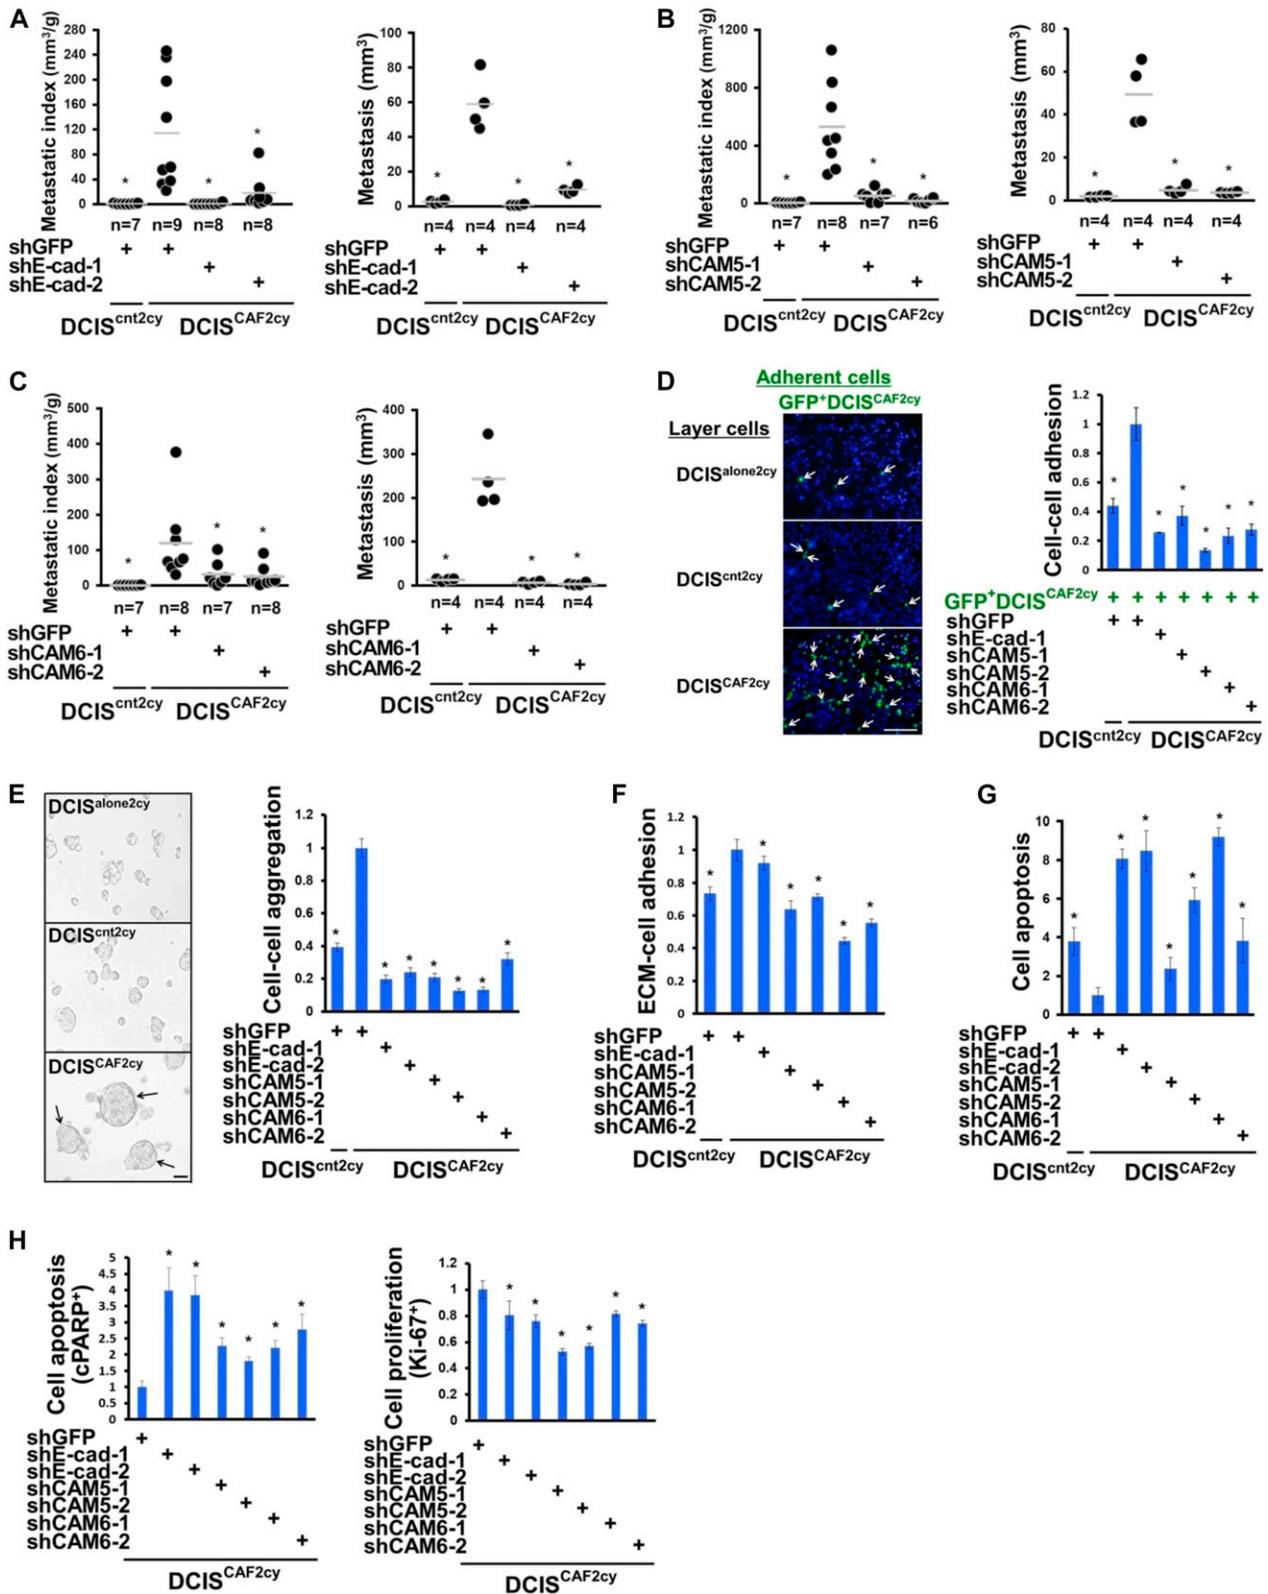 A
Metastatic index (mm³/g)
280
240
200
160
120
80
40
0
* * *
n=7 n=9 n=8 n=8
shGFP + +
shE-cad-1 +
shE-cad-2 +
DCIScnt2cy DCISCAF2cy
Metastasis (mm³)
100
80
60
40
20
0
* * *
n=4 n=4 n=4 n=4
shGFP + +
shE-cad-1 +
shE-cad-2 +
DCIScnt2cy DCISCAF2cy
B
Metastatic index (mm³/g)
1200
800
400
0
* * *
n=7 n=8 n=7 n=6
shGFP + +
shCAM5-1 +
shCAM5-2 +
DCIScnt2cy DCISCAF2cy
Metastasis (mm³)
80
60
40
20
0
* * *
n=4 n=4 n=4 n=4
shGFP + +
shCAM5-1 +
shCAM5-2 +
DCIScnt2cy DCISCAF2cy
C
Metastatic index (mm³/g)
500
400
300
200
100
0
* * *
n=7 n=8 n=7 n=8
shGFP + +
shCAM6-1 +
shCAM6-2 +
DCIScnt2cy DCISCAF2cy
Metastasis (mm³)
400
300
200
100
0
* * *
n=4 n=4 n=4 n=4
shGFP + +
shCAM6-1 +
shCAM6-2 +
DCIScnt2cy DCISCAF2cy
D
Adherent cells
GFP⁺DCISCAF2cy
Layer cells
DCISalone2cy
DCIScnt2cy
DCISCAF2cy
Cell-cell adhesion
1.2
1
0.8
0.6
0.4
0.2
0
* * * * * *
GFP⁺DCISCAF2cy + + + + + + +
shGFP + +
shE-cad-1 +
shCAM5-1 +
shCAM5-2 +
shCAM6-1 +
shCAM6-2 +
DCIScnt2cy DCISCAF2cy
E
DCISalone2cy
DCIScnt2cy
DCISCAF2cy
Cell-cell aggregation
1.2
1
0.8
0.6
0.4
0.2
0
* * * * * * *
shGFP + +
shE-cad-1 +
shE-cad-2 +
shCAM5-1 +
shCAM5-2 +
shCAM6-1 +
shCAM6-2 +
DCIScnt2cy DCISCAF2cy
F
ECM-cell adhesion
1.2
1
0.8
0.6
0.4
0.2
0
* * * * * *
shGFP + +
shE-cad-1 +
shCAM5-1 +
shCAM5-2 +
shCAM6-1 +
shCAM6-2 +
DCIScnt2cy DCISCAF2cy
G
Cell apoptosis
10
8
6
4
2
0
* * * * * * *
shGFP + +
shE-cad-1 +
shE-cad-2 +
shCAM5-1 +
shCAM5-2 +
shCAM6-1 +
shCAM6-2 +
DCIScnt2cy DCISCAF2cy
H
Cell apoptosis
(cPARP⁺)
5
4.5
4
3.5
3
2.5
2
1.5
1
0.5
0
* * * * * *
shGFP +
shE-cad-1 +
shE-cad-2 +
shCAM5-1 +
shCAM5-2 +
shCAM6-1 +
shCAM6-2 +
DCISCAF2cy
Cell proliferation
(Ki-67⁺)
1.2
1
0.8
0.6
0.4
0.2
0
* * * * * *
shGFP +
shE-cad-1 +
shE-cad-2 +
shCAM5-1 +
shCAM5-2 +
shCAM6-1 +
shCAM6-2 +
DCISCAF2cy